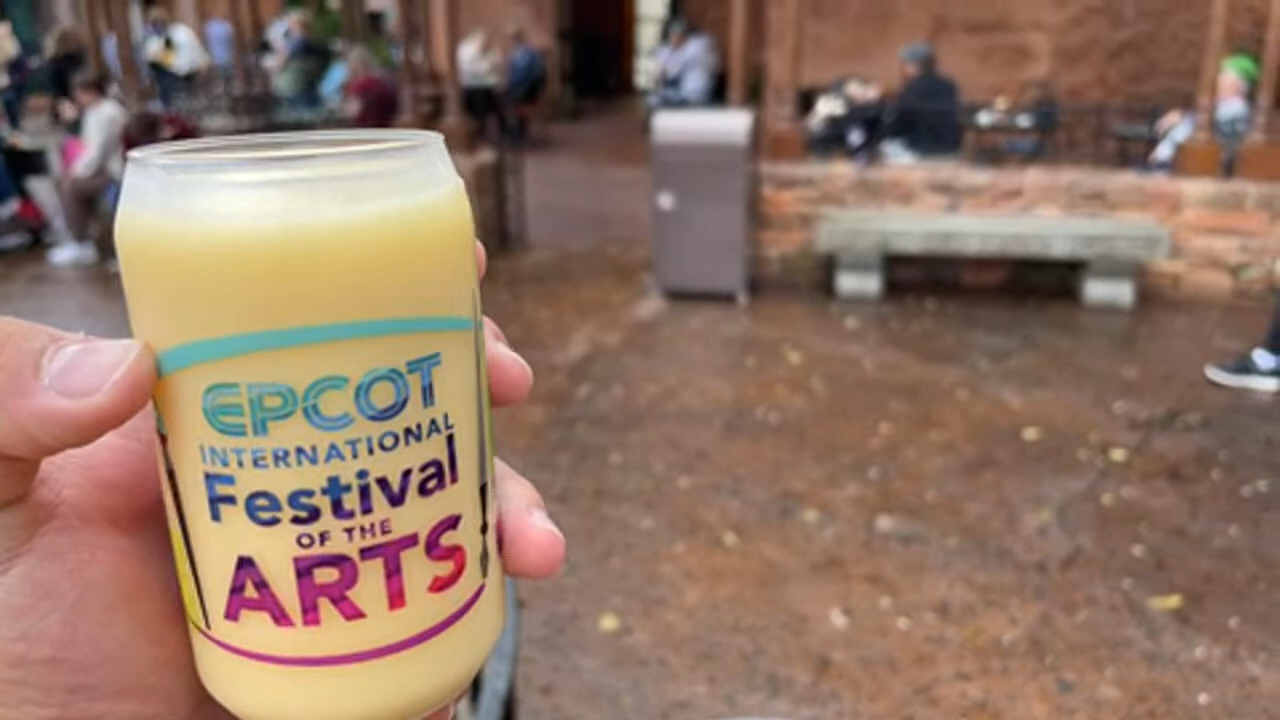 EPCOT
INTERNATIONAL
Festival
OF THE
ARTS